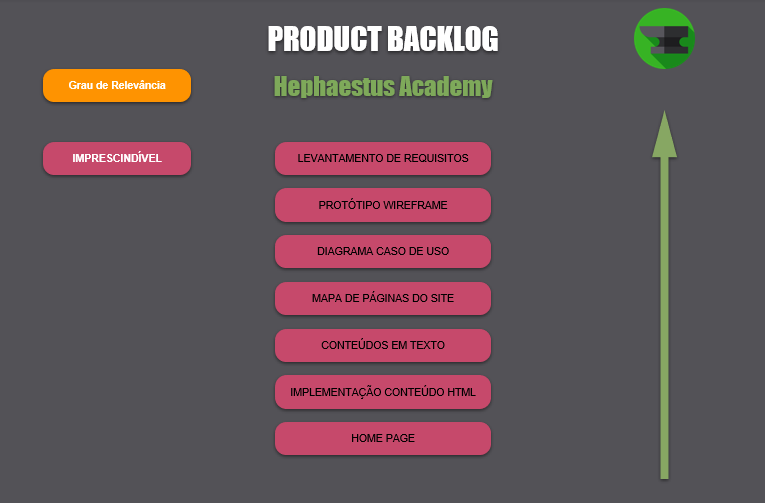 PRODUCT BACKLOG
Hephaestus Academy
Grau de Relevância
IMPRESCINDÍVEL
LEVANTAMENTO DE REQUISITOS
PROTÓTIPO WIREFRAME
DIAGRAMA CASO DE USO
MAPA DE PÁGINAS DO SITE
CONTEÚDOS EM TEXTO
IMPLEMENTAÇÃO CONTEÚDO HTML
HOME PAGE